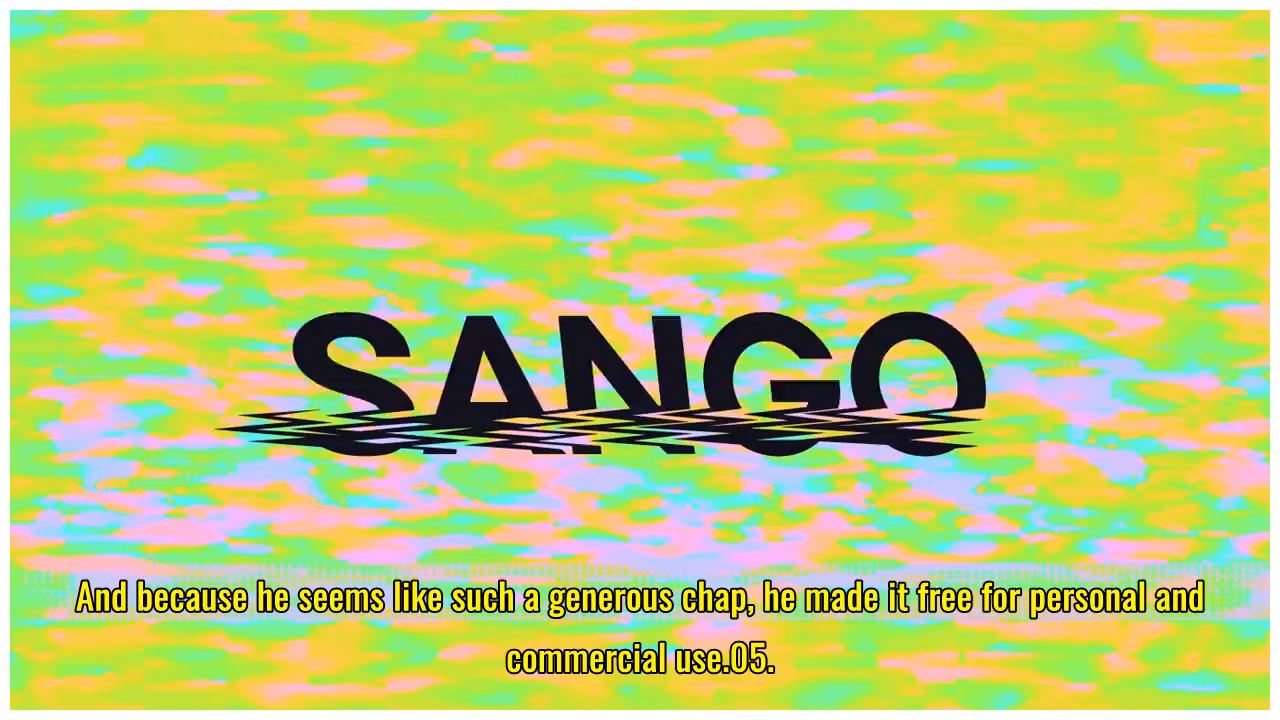 SANGO
And because he seems like such a generous chap, he made it free for personal and
commercial use.05.